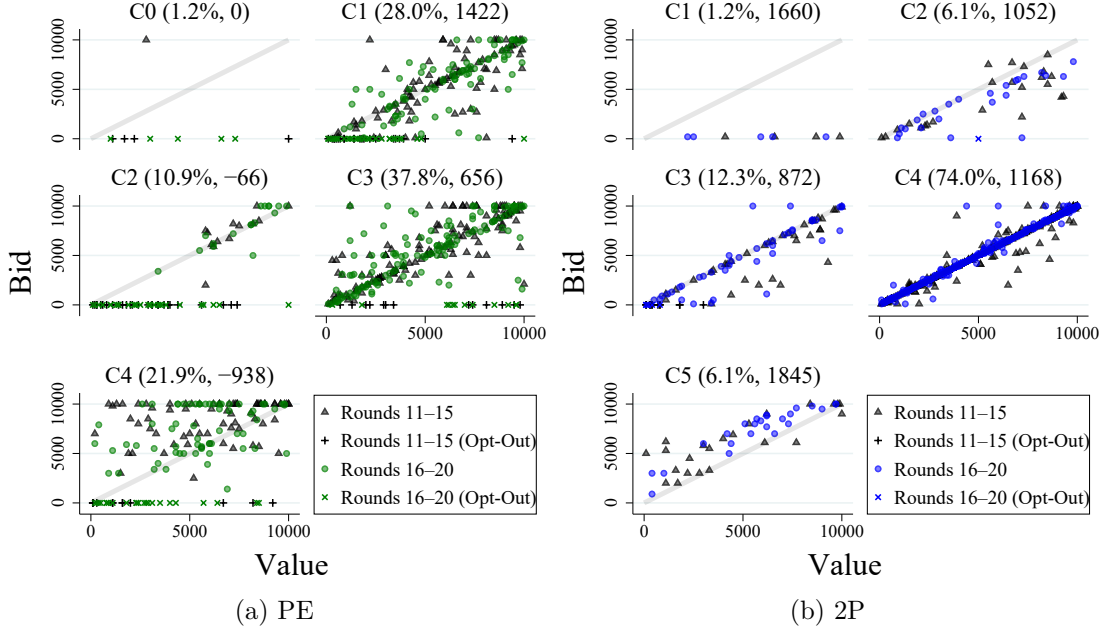 C0 (1.2%, 0)
C1 (28.0%, 1422)
C1 (1.2%, 1660)
C2 (6.1%, 1052)
10000
5000
0
10000
5000
0
C2 (10.9%, −66)
C3 (37.8%, 656)
C3 (12.3%, 872)
C4 (74.0%, 1168)
Bid
10000
5000
0
Bid
10000
5000
0
0 5000 10000
0 5000 10000
C4 (21.9%, −938)
C5 (6.1%, 1845)
10000
5000
0
Rounds 11–15
Rounds 11–15 (Opt-Out)
Rounds 16–20
Rounds 16–20 (Opt-Out)
10000
5000
0
Rounds 11–15
Rounds 11–15 (Opt-Out)
Rounds 16–20
Rounds 16–20 (Opt-Out)
0 5000 10000
0 5000 10000
Value
Value
(a) PE
(b) 2P